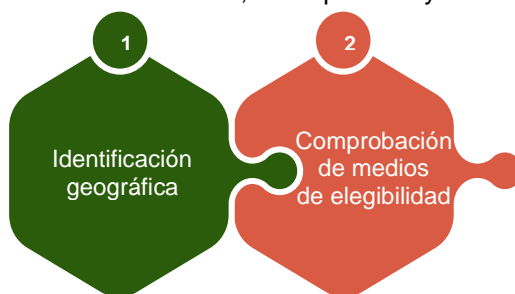 1
2
Identificación
geográfica
Comprobación
de medios
de elegibilidad